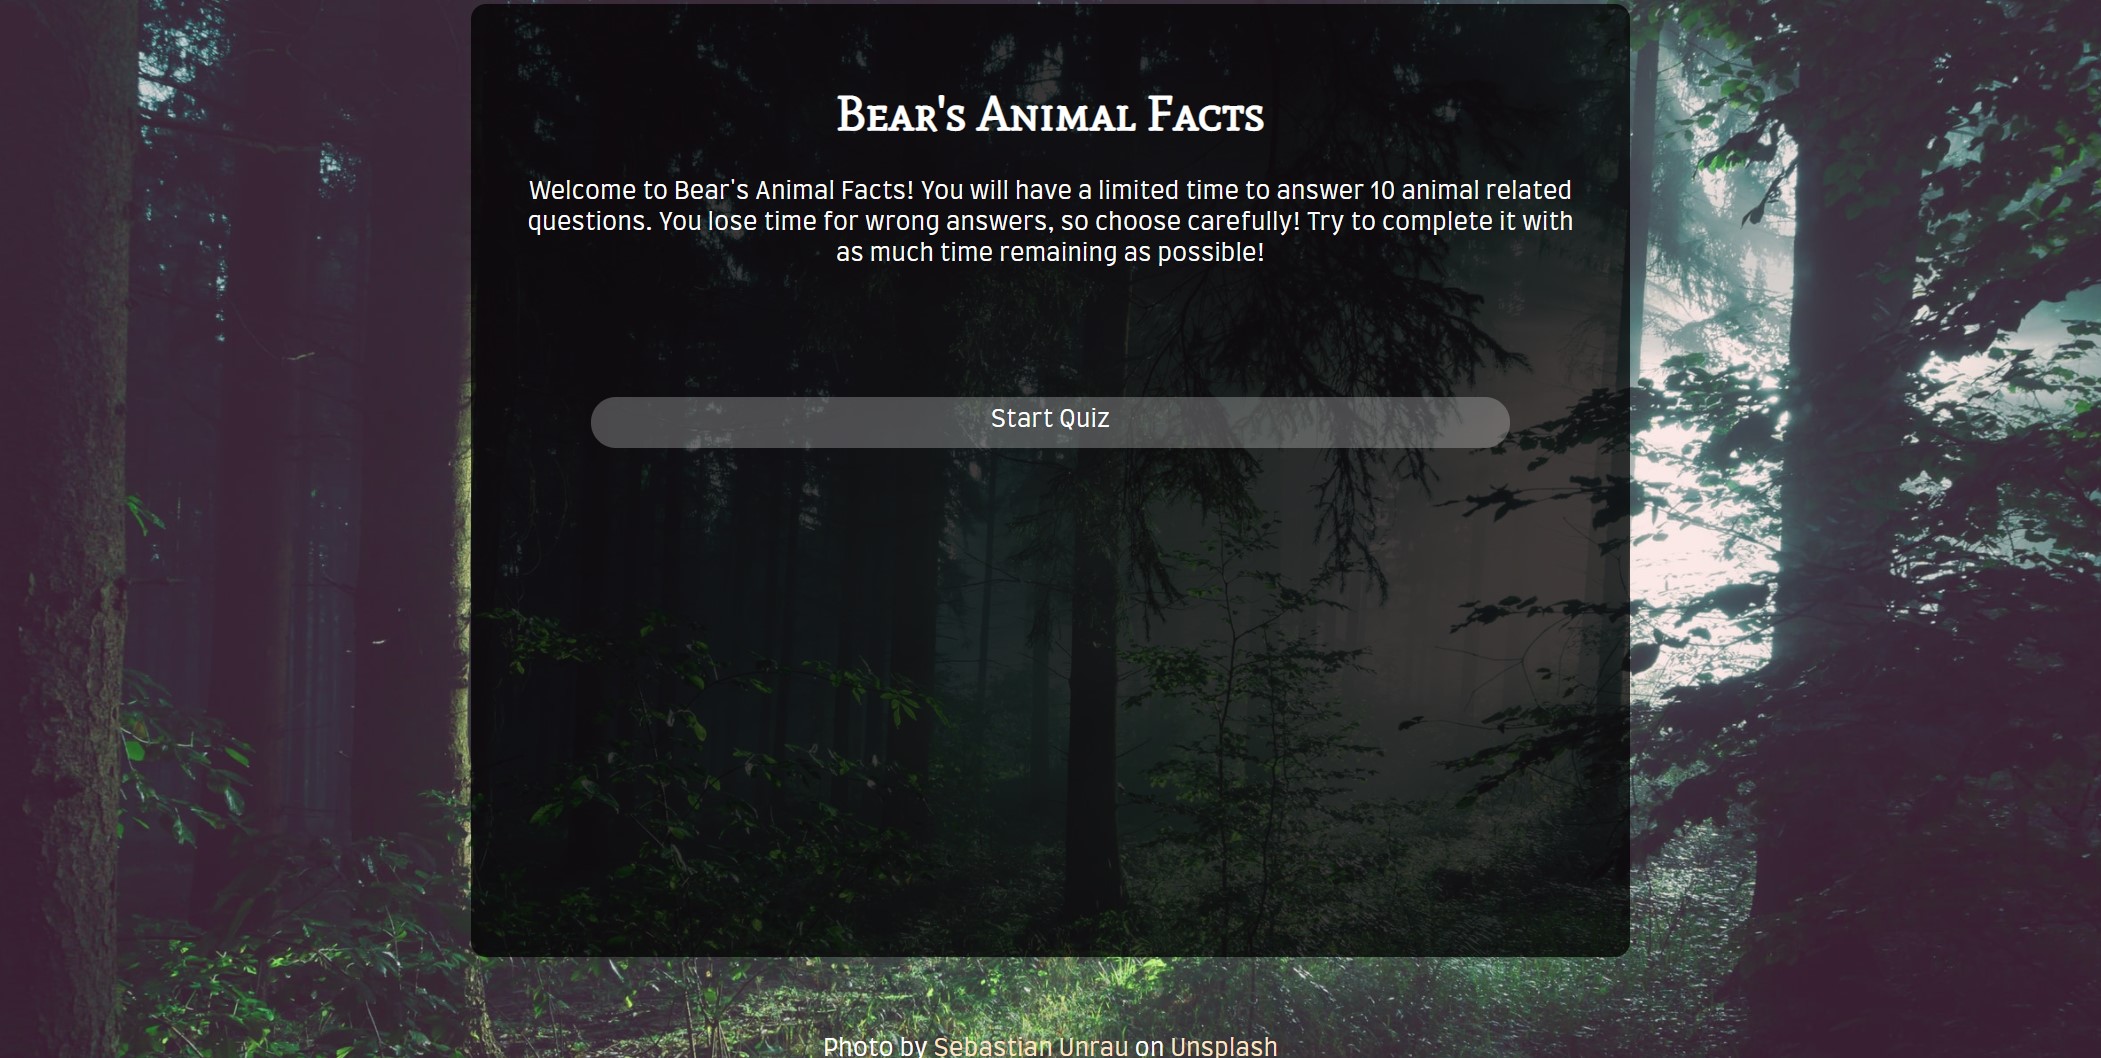 Bear's Animal Facts
Welcome to Bear's Animal Facts! You will have a limited time to answer 10 animal related
questions. You lose time for wrong answers, so choose carefully! Try to complete it with
as much time remaining as possible!
Start Quiz
Photo by Sebastian Unrau on Unsplash